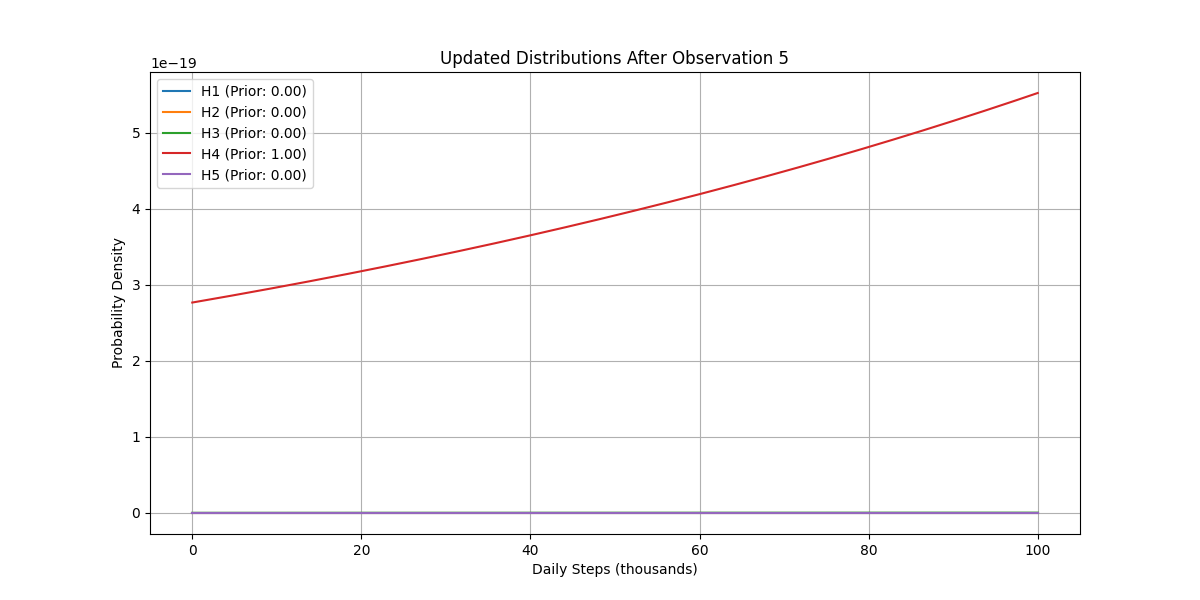 Updated Distributions After Observation 5
1e−19
H1 (Prior: 0.00)
H2 (Prior: 0.00)
H3 (Prior: 0.00)
H4 (Prior: 1.00)
H5 (Prior: 0.00)
5
4
3
2
1
0
Probability Density
0 20 40 60 80 100
Daily Steps (thousands)